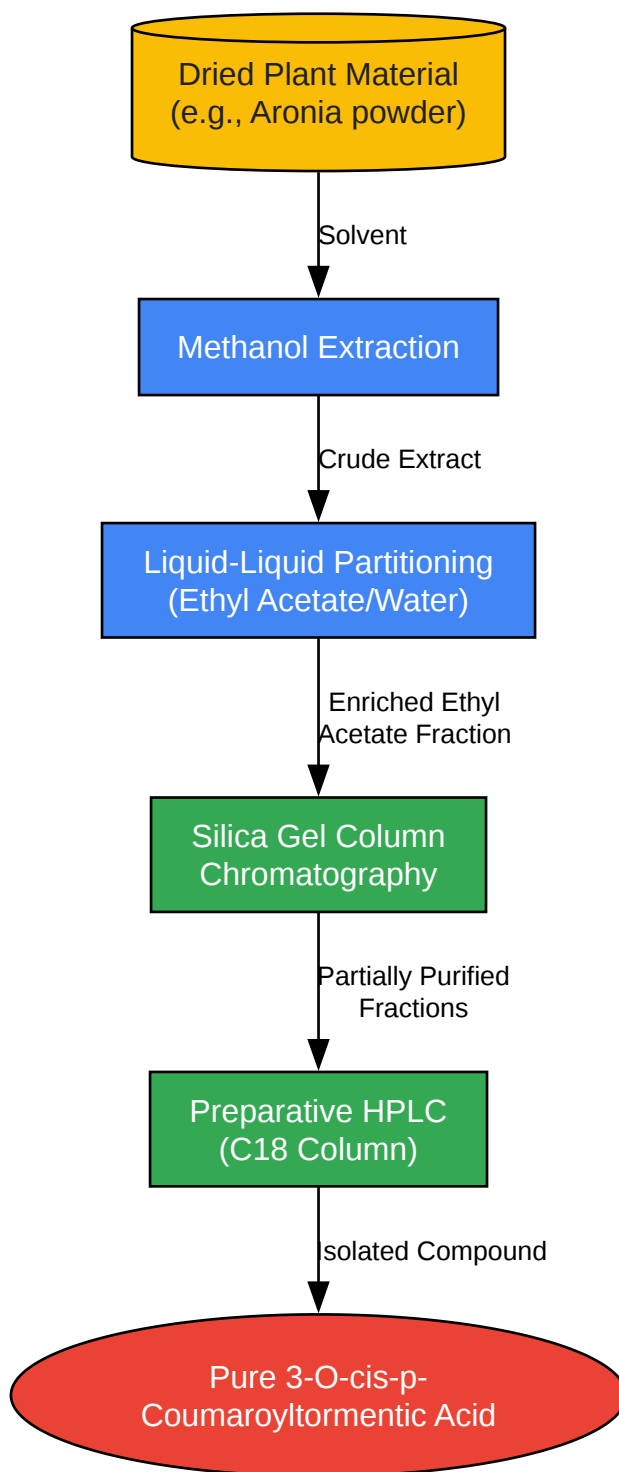 Dried Plant Material
(e.g., Aronia powder)
Solvent
Methanol Extraction
Crude Extract
Liquid-Liquid Partitioning
(Ethyl Acetate/Water)
Enriched Ethyl
Acetate Fraction
Silica Gel Column
Chromatography
Partially Purified
Fractions
Preparative HPLC
(C18 Column)
Isolated Compound
Pure 3-O-cis-p-
Coumaroyltormentic Acid